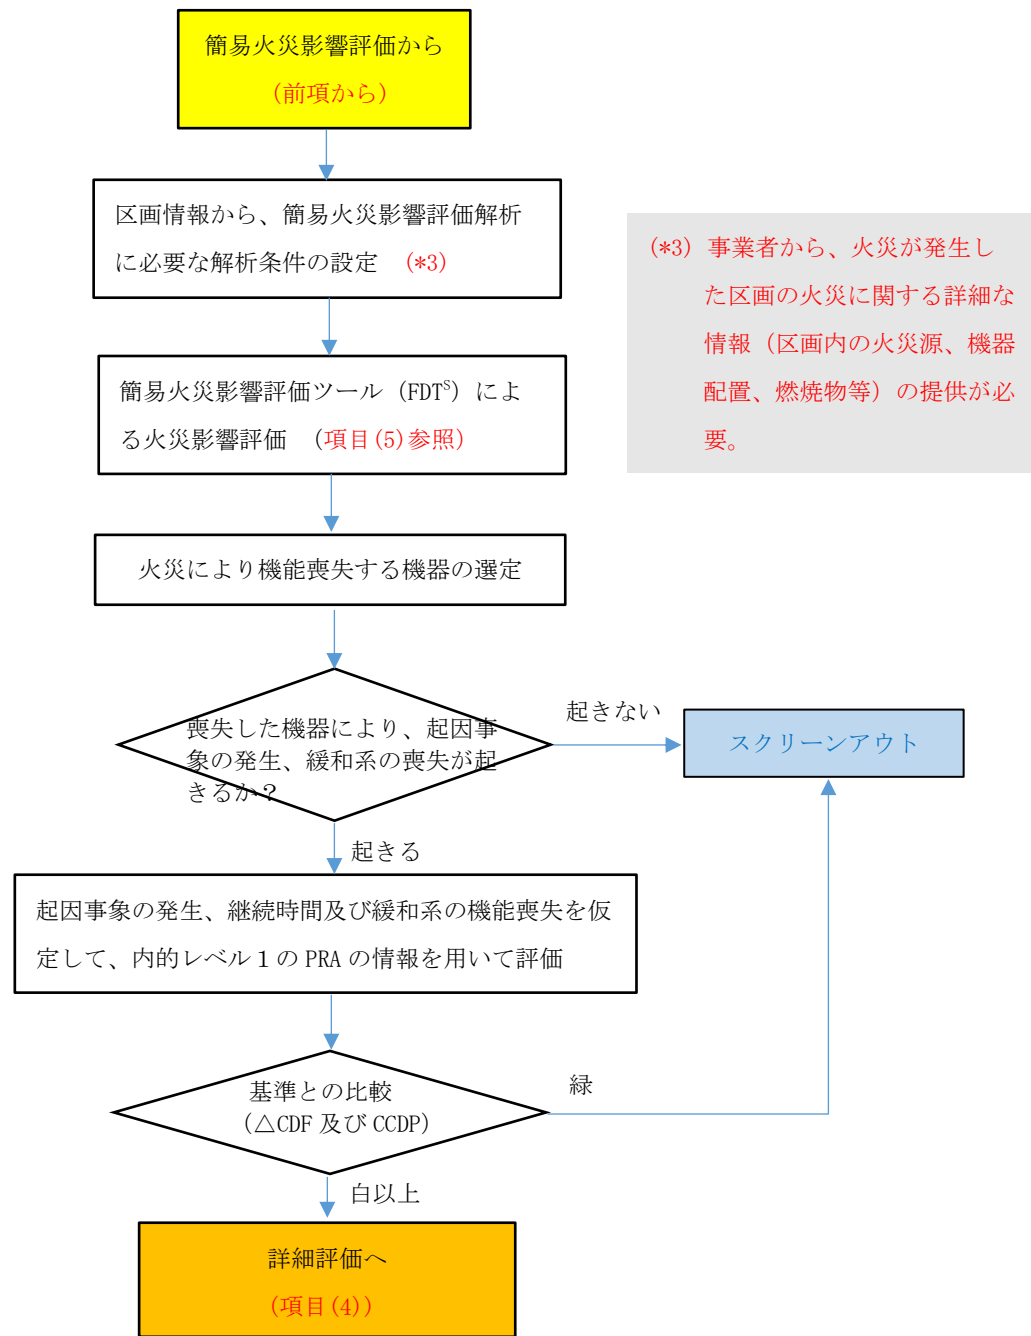 簡易火災影響評価から
(前項から)
区画情報から、簡易火災影響評価解析
に必要な解析条件の設定 (*3)
(*3) 事業者から、火災が発生し
た区画の火災に関する詳細な
情報（区画内の火災源、機器
配置、燃焼物等）の提供が必
要。
簡易火災影響評価ツール（FDTS）によ
る火災影響評価 （項目(5)参照）
火災により機能喪失する機器の選定
喪失した機器により、起因事
象の発生、緩和系の喪失が起
きるか？
起きない
スクリーンアウト
起きる
起因事象の発生、継続時間及び緩和系の機能喪失を仮
定して、内的レベル１の PRA の情報を用いて評価
基準との比較
（△CDF 及び CCDP）
緑
白以上
詳細評価へ
(項目(4))